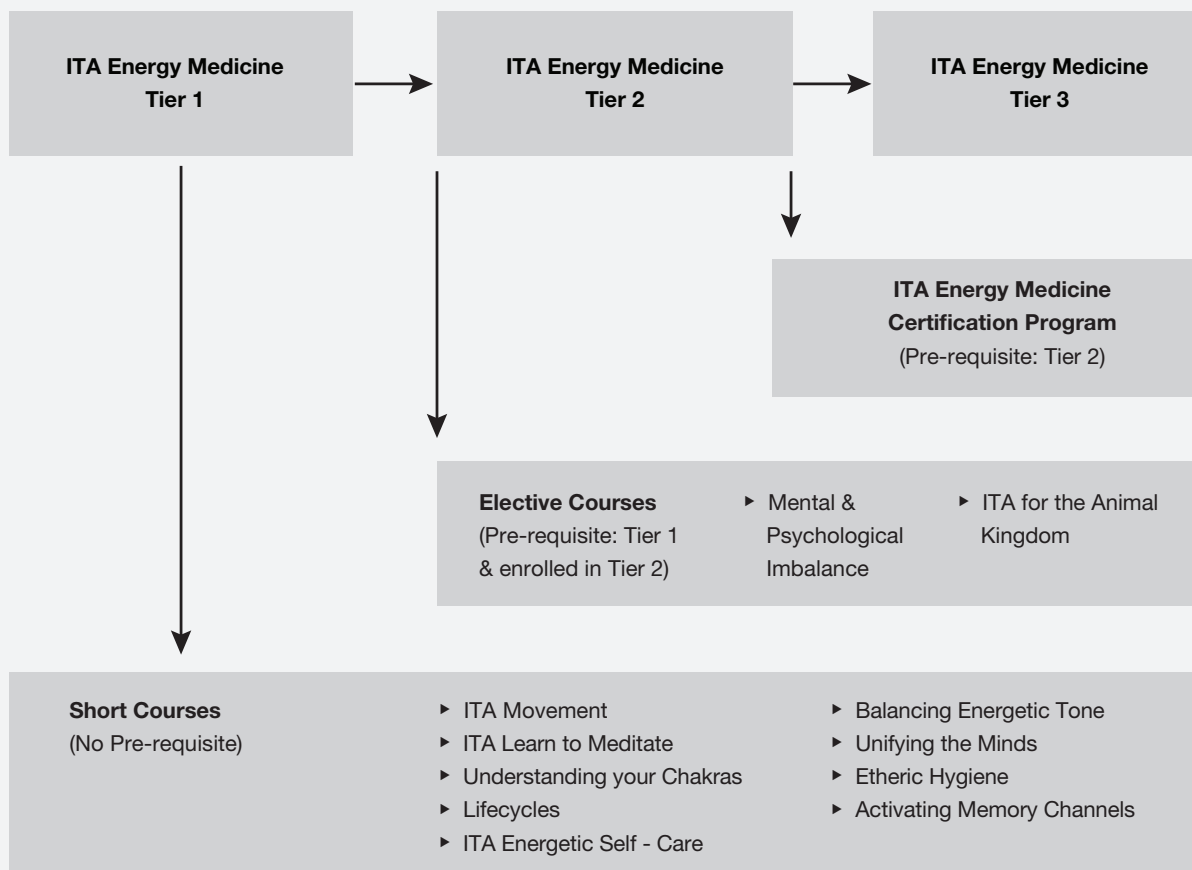 ITA Energy Medicine
Tier 1
ITA Energy Medicine
Tier 2
ITA Energy Medicine
Tier 3
ITA Energy Medicine
Certification Program
(Pre-requisite: Tier 2)
Elective Courses
(Pre-requisite: Tier 1
& enrolled in Tier 2)
‣ Mental &
Psychological
Imbalance
‣ ITA for the Animal
Kingdom
Short Courses
(No Pre-requisite)
‣ ITA Movement
‣ ITA Learn to Meditate
‣ Understanding your Chakras
‣ Lifecycles
‣ ITA Energetic Self - Care
‣ Balancing Energetic Tone
‣ Unifying the Minds
‣ Etheric Hygiene
‣ Activating Memory Channels